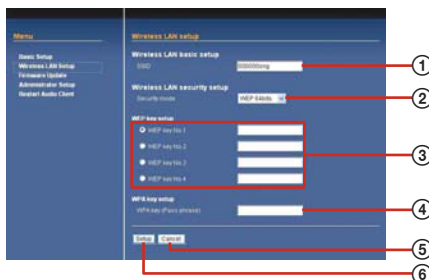 Menu
Basic Setup
Wireless LAN Setup
Firmware Update
Administrator Setup
Restart Audio Client
Wireless LAN setup
Wireless LAN basic setup
SSID
①
Wireless LAN security setup
Security mode
WEP 64bits
②
WEP key setup
WEP key No.1
WEP key No.2
WEP key No.3
WEP key No.4
③
WPA key setup
WPA key (Pass phrase)
④
Setup
Cancel
⑤
⑥